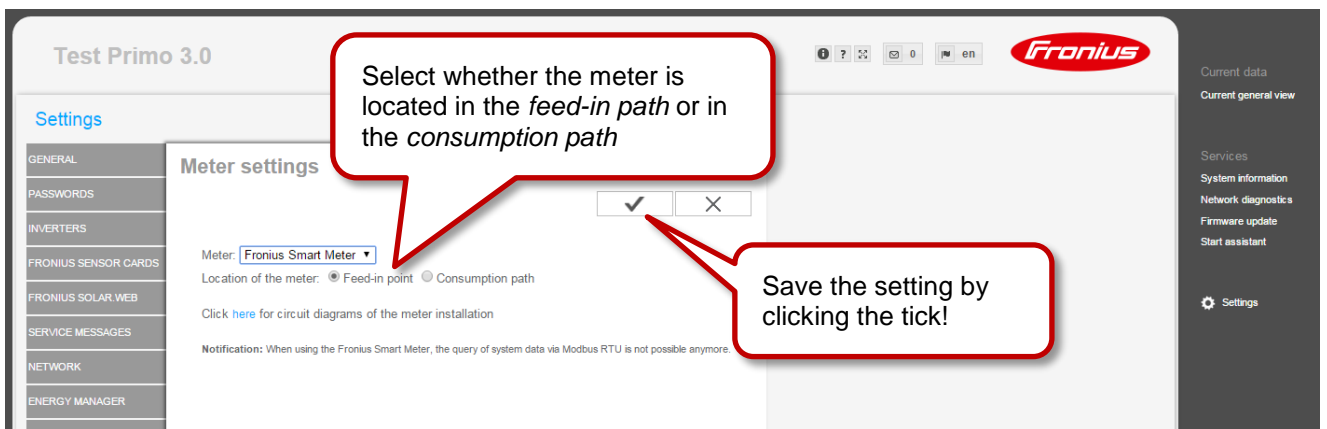 Test Primo 3.0
0
en
Fronius
Select whether the meter is
located in the feed-in path or in
the consumption path
Current data
Current general view
Settings
GENERAL
PASSWORDS
INVERTERS
FRONIUS SENSOR CARDS
FRONIUS SOLAR.WEB
SERVICE MESSAGES
NETWORK
ENERGY MANAGER
Meter settings
Meter: Fronius Smart Meter
Location of the meter: Feed-in point Consumption path
Click here for circuit diagrams of the meter installation
Notification: When using the Fronius Smart Meter, the query of system data via Modbus RTU is not possible anymore.
Save the setting by
clicking the tick!
Services
System information
Network diagnostics
Firmware update
Start assistant
Settings